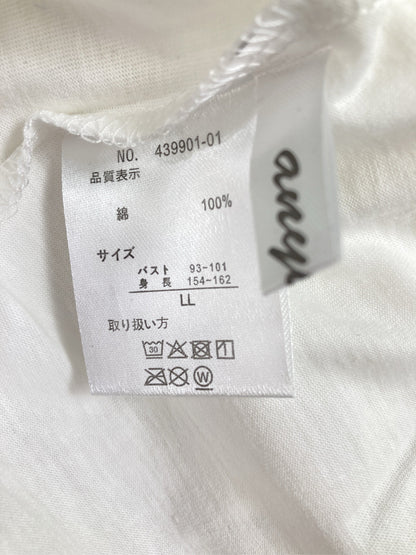 NO. 439901-01
品質表示
綿 100%
サイズ
バスト 93-101
身長 154-162
LL
取り扱い方
30
W